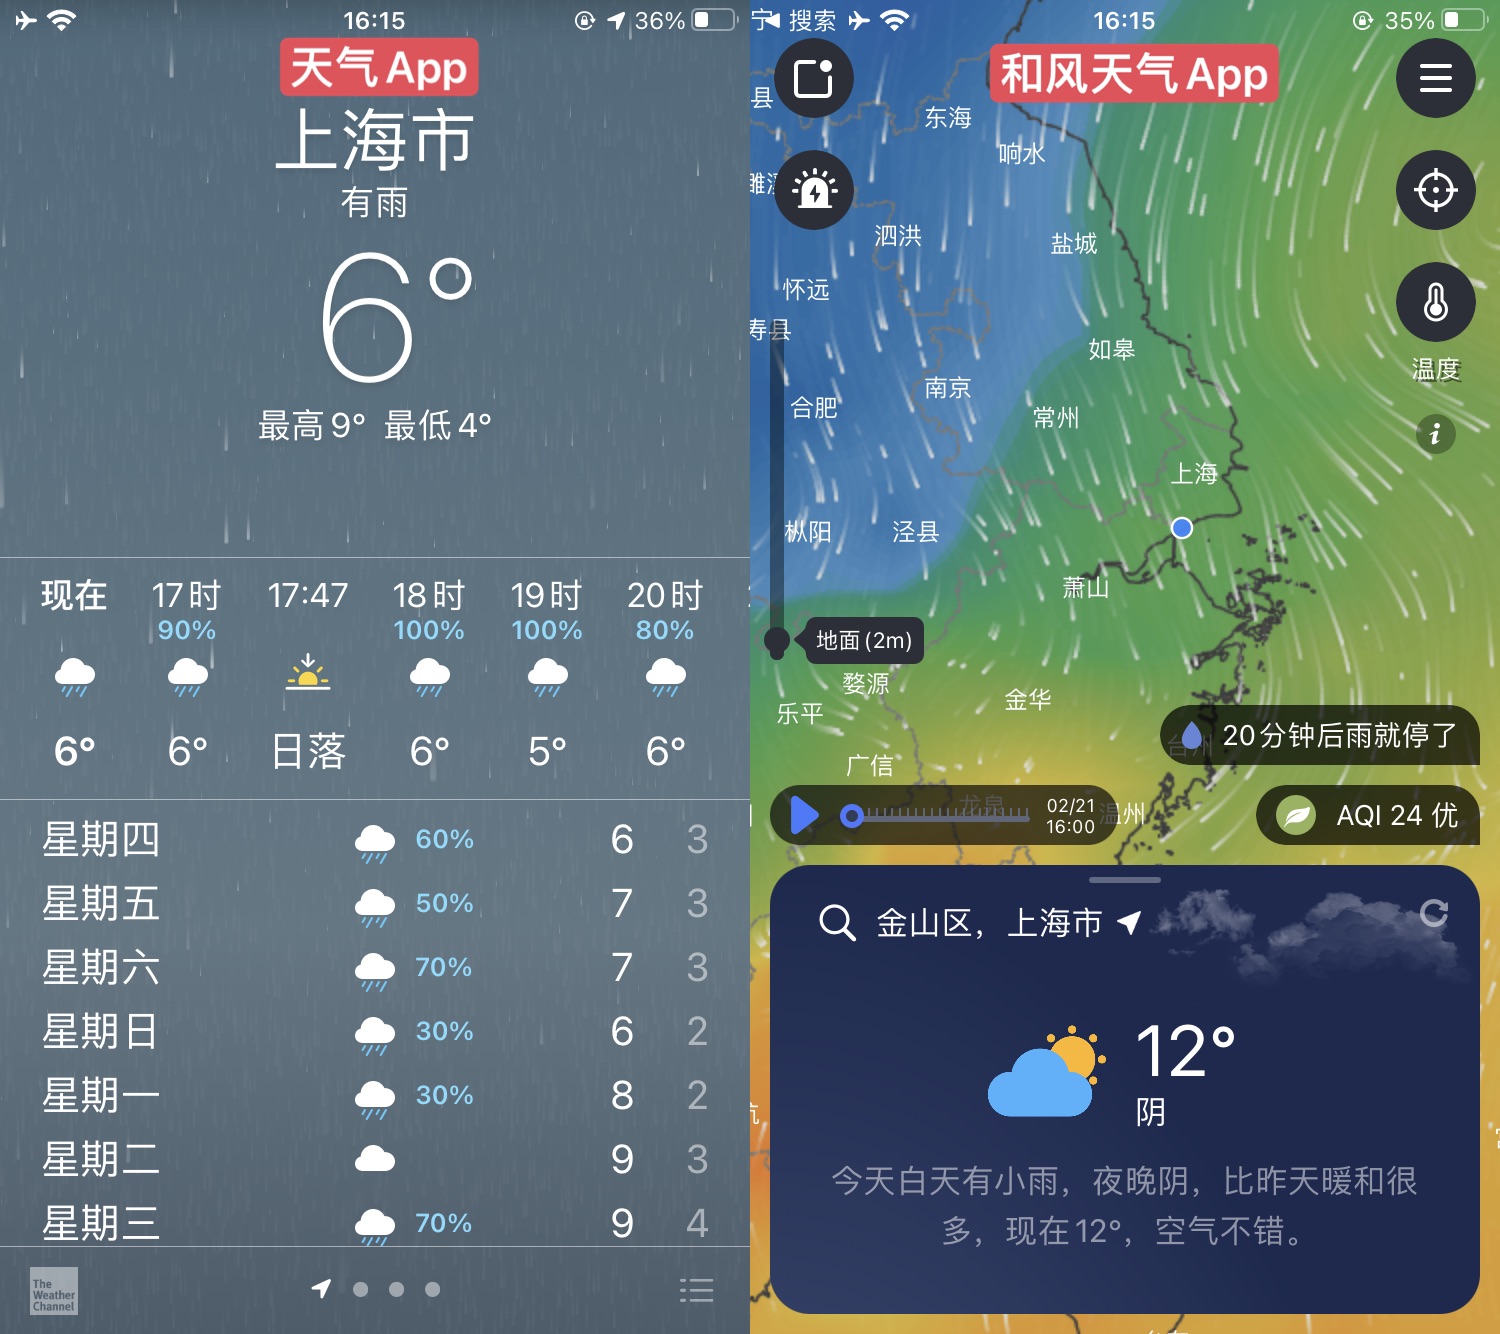 16:15
36%
天气 App
上海市
有雨
6°
最高 9° 最低 4°
现在 17时 17:47 18时 19时 20时
90% 100% 100% 80%
6° 6° 日落 6° 5° 6°
星期四 60% 6 3
星期五 50% 7 3
星期六 70% 7 3
星期日 30% 6 2
星期一 30% 8 2
星期二 9 3
星期三 70% 9 4
The
Weather
Channel
搜索
16:15
35%
和风天气 App
县
东海
响水
泗洪
盐城
怀远
寿县
如皋
温度
南京
合肥
常州
i
上海
枞阳
泾县
萧山
地面 (2m)
婺源
金华
乐平
台州
20分钟后雨就停了
广信
龙泉
02/21
16:00
温州
AQI 24 优
金山区，上海市
12°
阴
今天白天有小雨，夜晚阴，比昨天暖和很
多，现在 12°，空气不错。